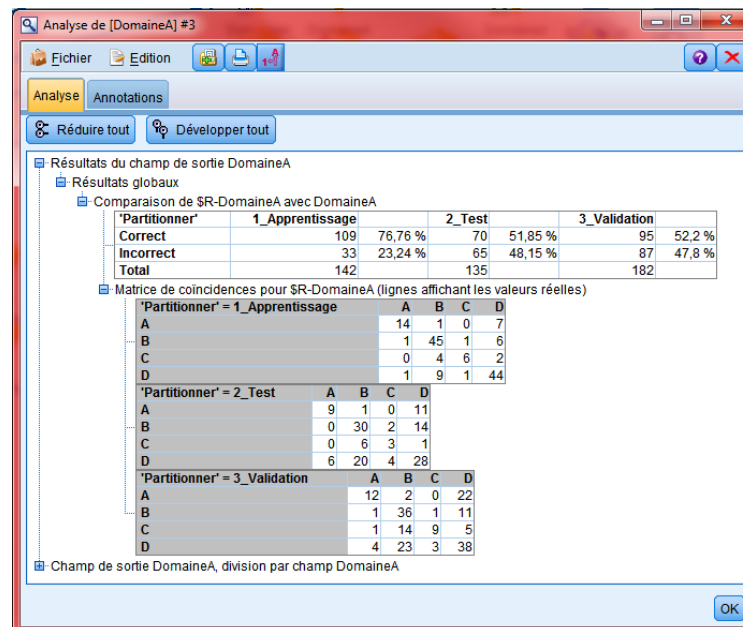 Analyse de [DomaineA] #3
Fichier Edition
Analyse Annotations
Réduire tout Développer tout
Résultats du champ de sortie DomaineA
Résultats globaux
Comparaison de $R-DomaineA avec DomaineA
'Partitionner' 1_Apprentissage 2_Test 3_Validation
Correct 109 76,76 % 70 51,85 % 95 52,2 %
Incorrect 33 23,24 % 65 48,15 % 87 47,8 %
Total 142 135 182
Matrice de coïncidences pour $R-DomaineA (lignes affichant les valeurs réelles)
'Partitionner' = 1_Apprentissage A B C D
A 14 1 0 7
B 1 45 1 6
C 0 4 6 2
D 1 9 1 44
'Partitionner' = 2_Test A B C D
A 9 1 0 11
B 0 30 2 14
C 0 6 3 1
D 6 20 4 28
'Partitionner' = 3_Validation A B C D
A 12 2 0 22
B 1 36 1 11
C 1 14 9 5
D 4 23 3 38
Champ de sortie DomaineA, division par champ DomaineA
OK